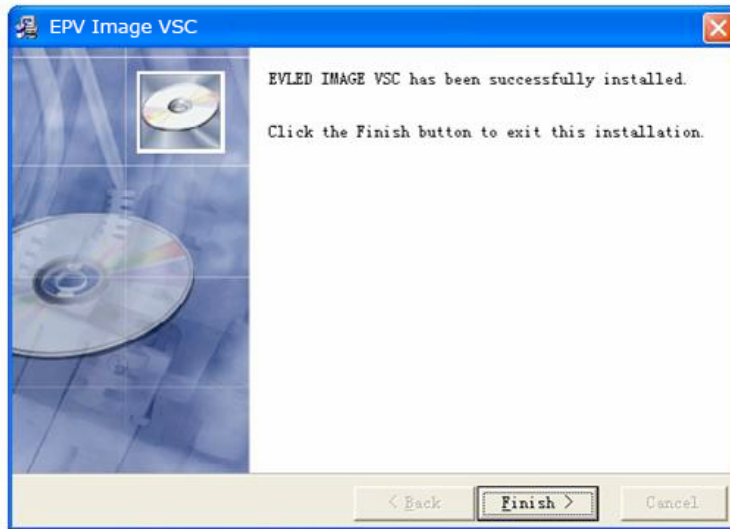 EPV Image VSC
EVLED IMAGE VSC has been successfully installed.
Click the Finish button to exit this installation.
< Back
Finish >
Cancel